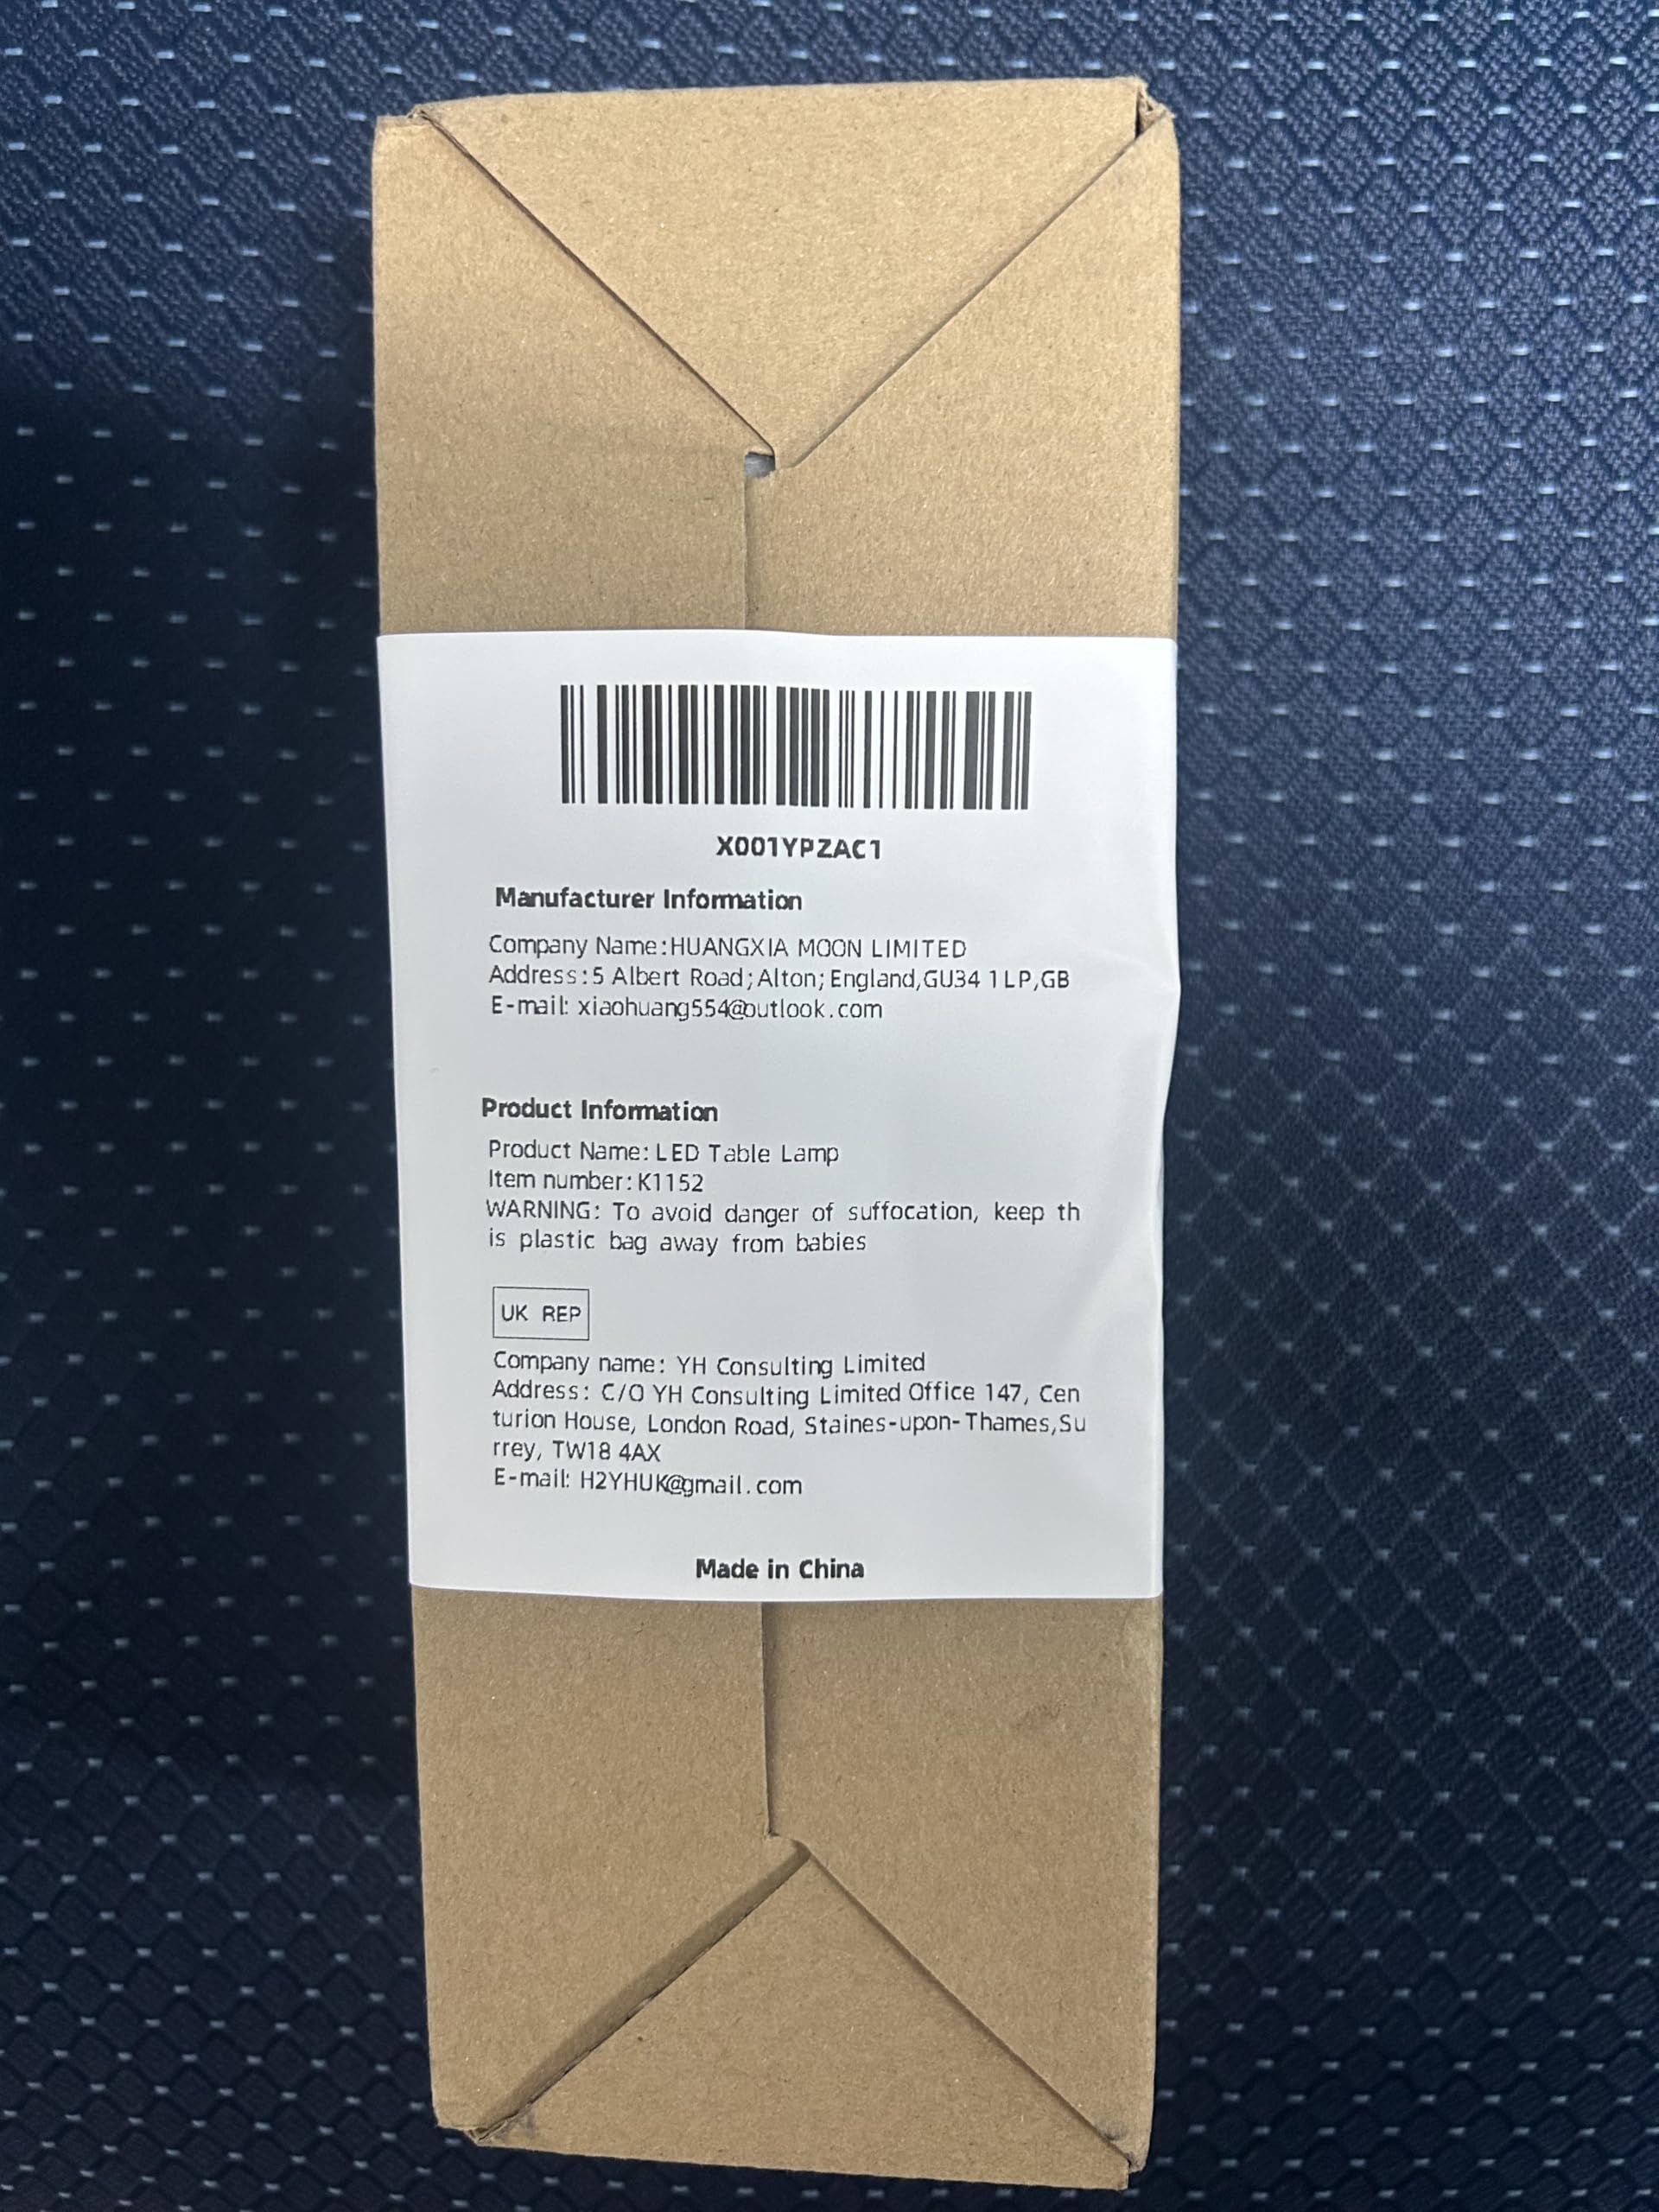 X001YPZAC1
Manufacturer Information
Company Name:HUANGXIA MOON LIMITED
Address:5 Albert Road;Alton;England,GU34 1LP,GB
E-mail: xiaohuang554@outlook.com
Product Information
Product Name: LED Table Lamp
Item number: K1152
WARNING: To avoid danger of suffocation, keep th
is plastic bag away from babies
UK REP
Company name: YH Consulting Limited
Address: C/O YH Consulting Limited Office 147, Cen
turion House, London Road, Staines-upon-Thames,Su
rrey, TW18 4AX
E-mail: H2YHUK@gmail.com
Made in China